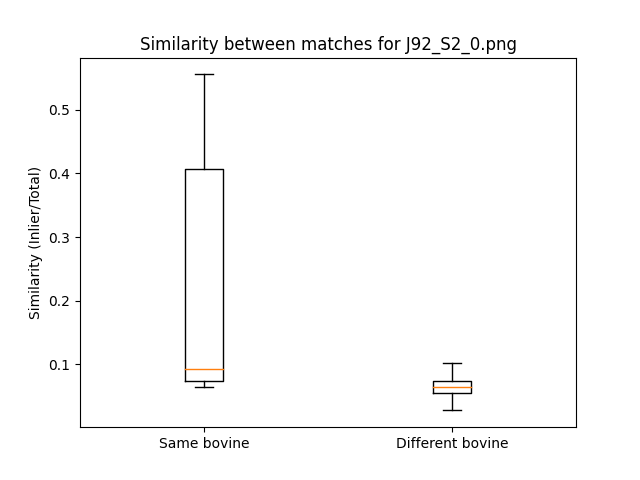 Similarity between matches for J92_S2_0.png
Similarity (Inlier/Total)
0.5
0.4
0.3
0.2
0.1
Same bovine
Different bovine